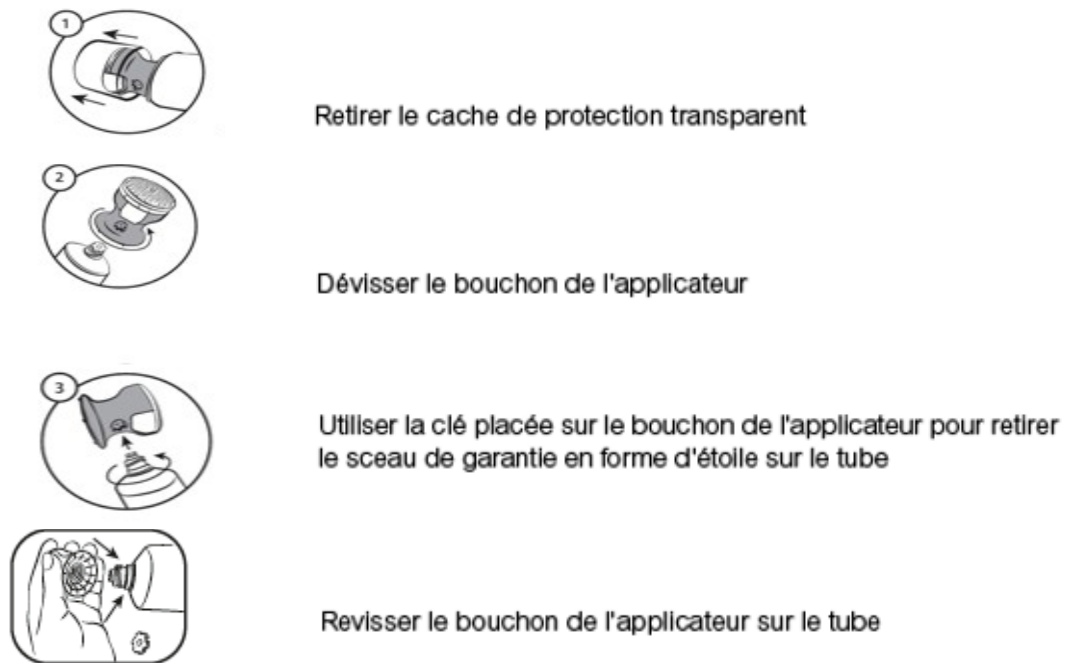 1
Retirer le cache de protection transparent
2
Dévisser le bouchon de l'applicateur
3
Utiliser la clé placée sur le bouchon de l'applicateur pour retirer
le sceau de garantie en forme d'étoile sur le tube
Revisser le bouchon de l'applicateur sur le tube